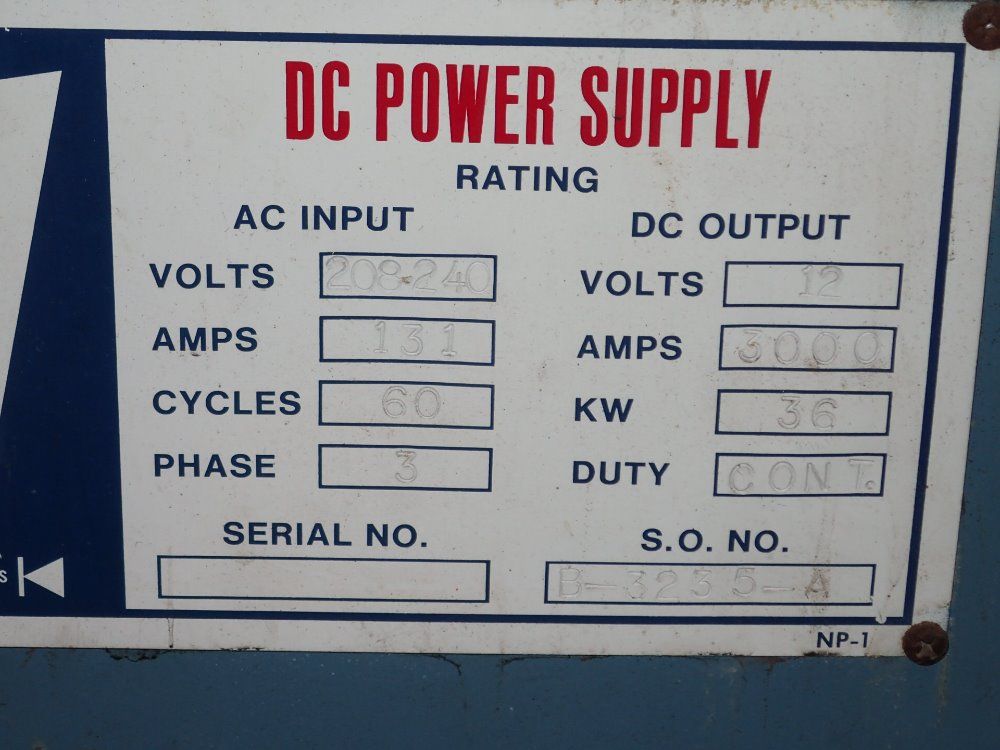 DC POWER SUPPLY
RATING
AC INPUT
VOLTS 208-240
AMPS 131
CYCLES 60
PHASE 3
SERIAL NO.
DC OUTPUT
VOLTS 12
AMPS 3000
KW 36
DUTY CONT.
S.O. NO.
B-3235-A
NP-1